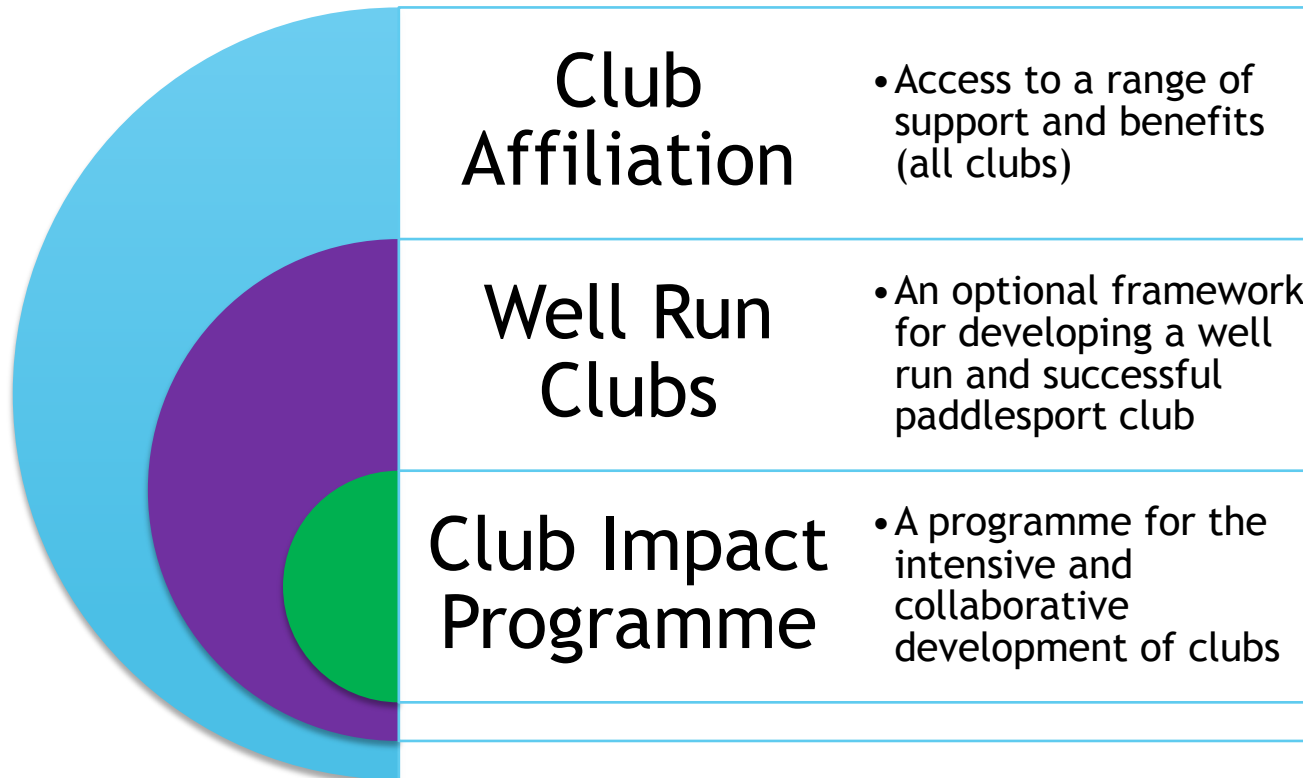 Club
Affiliation
•Access to a range of
support and benefits
(all clubs)
Well Run
Clubs
•An optional framework
for developing a well
run and successful
paddlesport club
Club Impact
Programme
•A programme for the
intensive and
collaborative
development of clubs